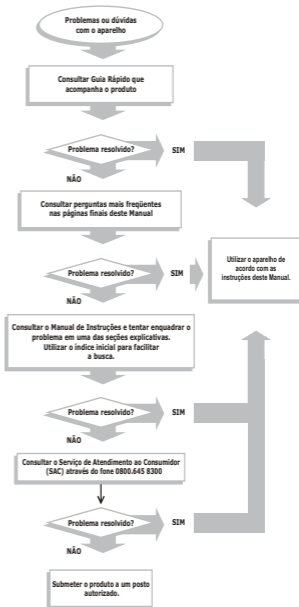 Problemas ou dúvidas
com o aparelho
Consultar Guia Rápido que
acompanha o produto
Problema resolvido?
SIM
NÃO
Consultar perguntas mais freqüentes
nas páginas finais deste Manual
Problema resolvido?
SIM
Utilizar o aparelho de
acordo com as
instruções deste Manual.
NÃO
Consultar o Manual de Instruções e tentar enquadrar o
problema em uma das seções explicativas.
Utilizar o índice inicial para facilitar
a busca.
Problema resolvido?
SIM
NÃO
Consultar o Serviço de Atendimento ao Consumidor
(SAC) através do fone 0800.645 8300
Problema resolvido?
SIM
NÃO
Submeter o produto a um posto
autorizado.